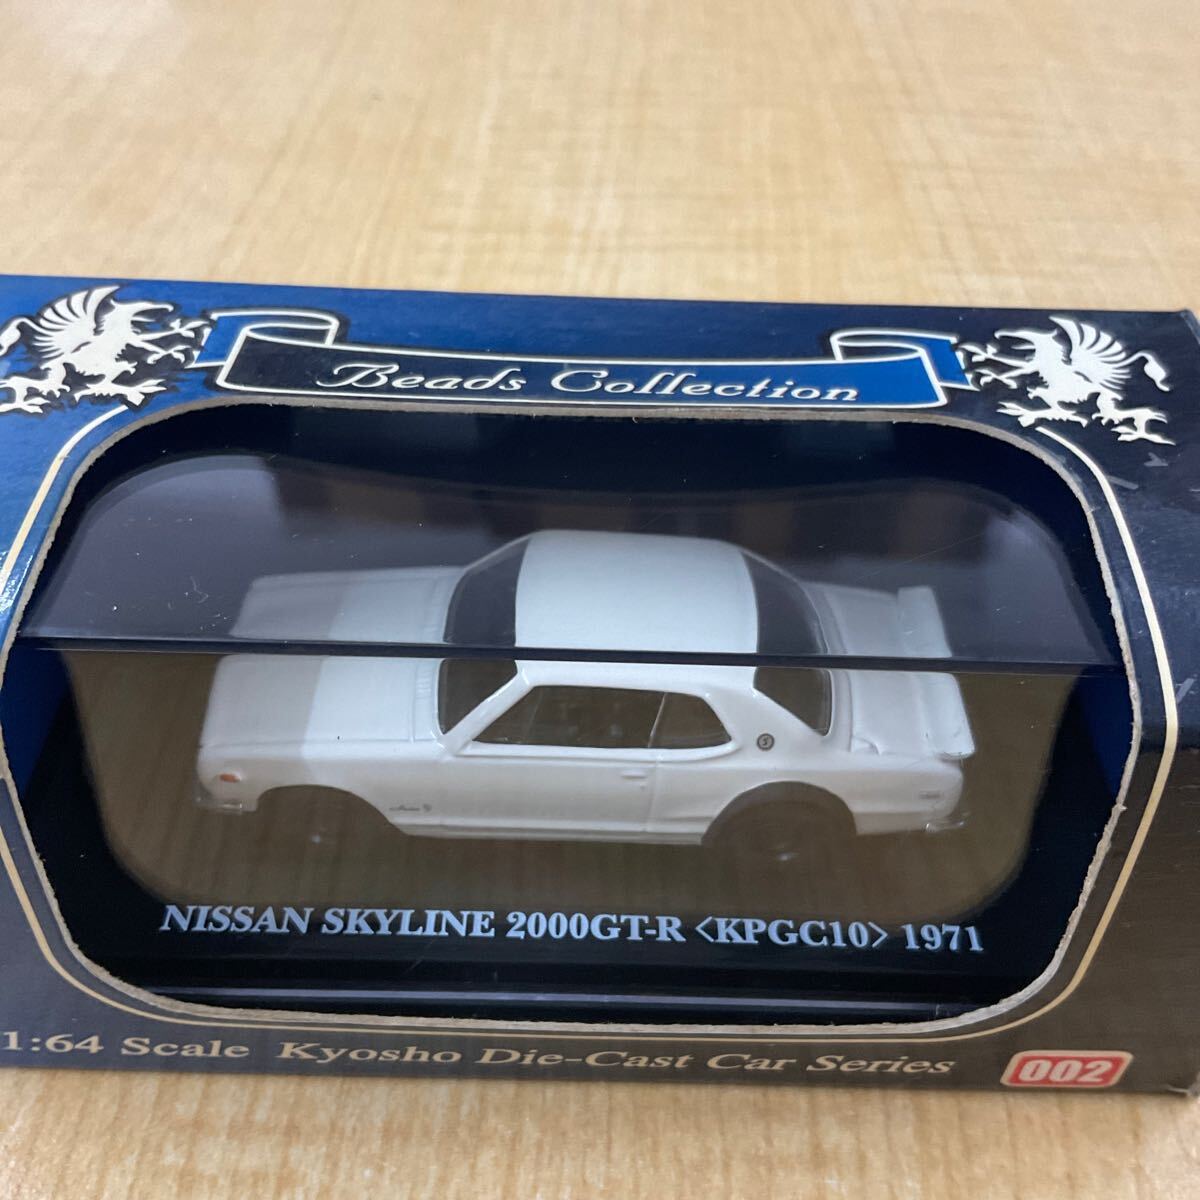 Beads Collection
NISSAN SKYLINE 2000GT-R <KPGC10> 1971
1:64 Scale Kyosho Die-Cast Car Series
002